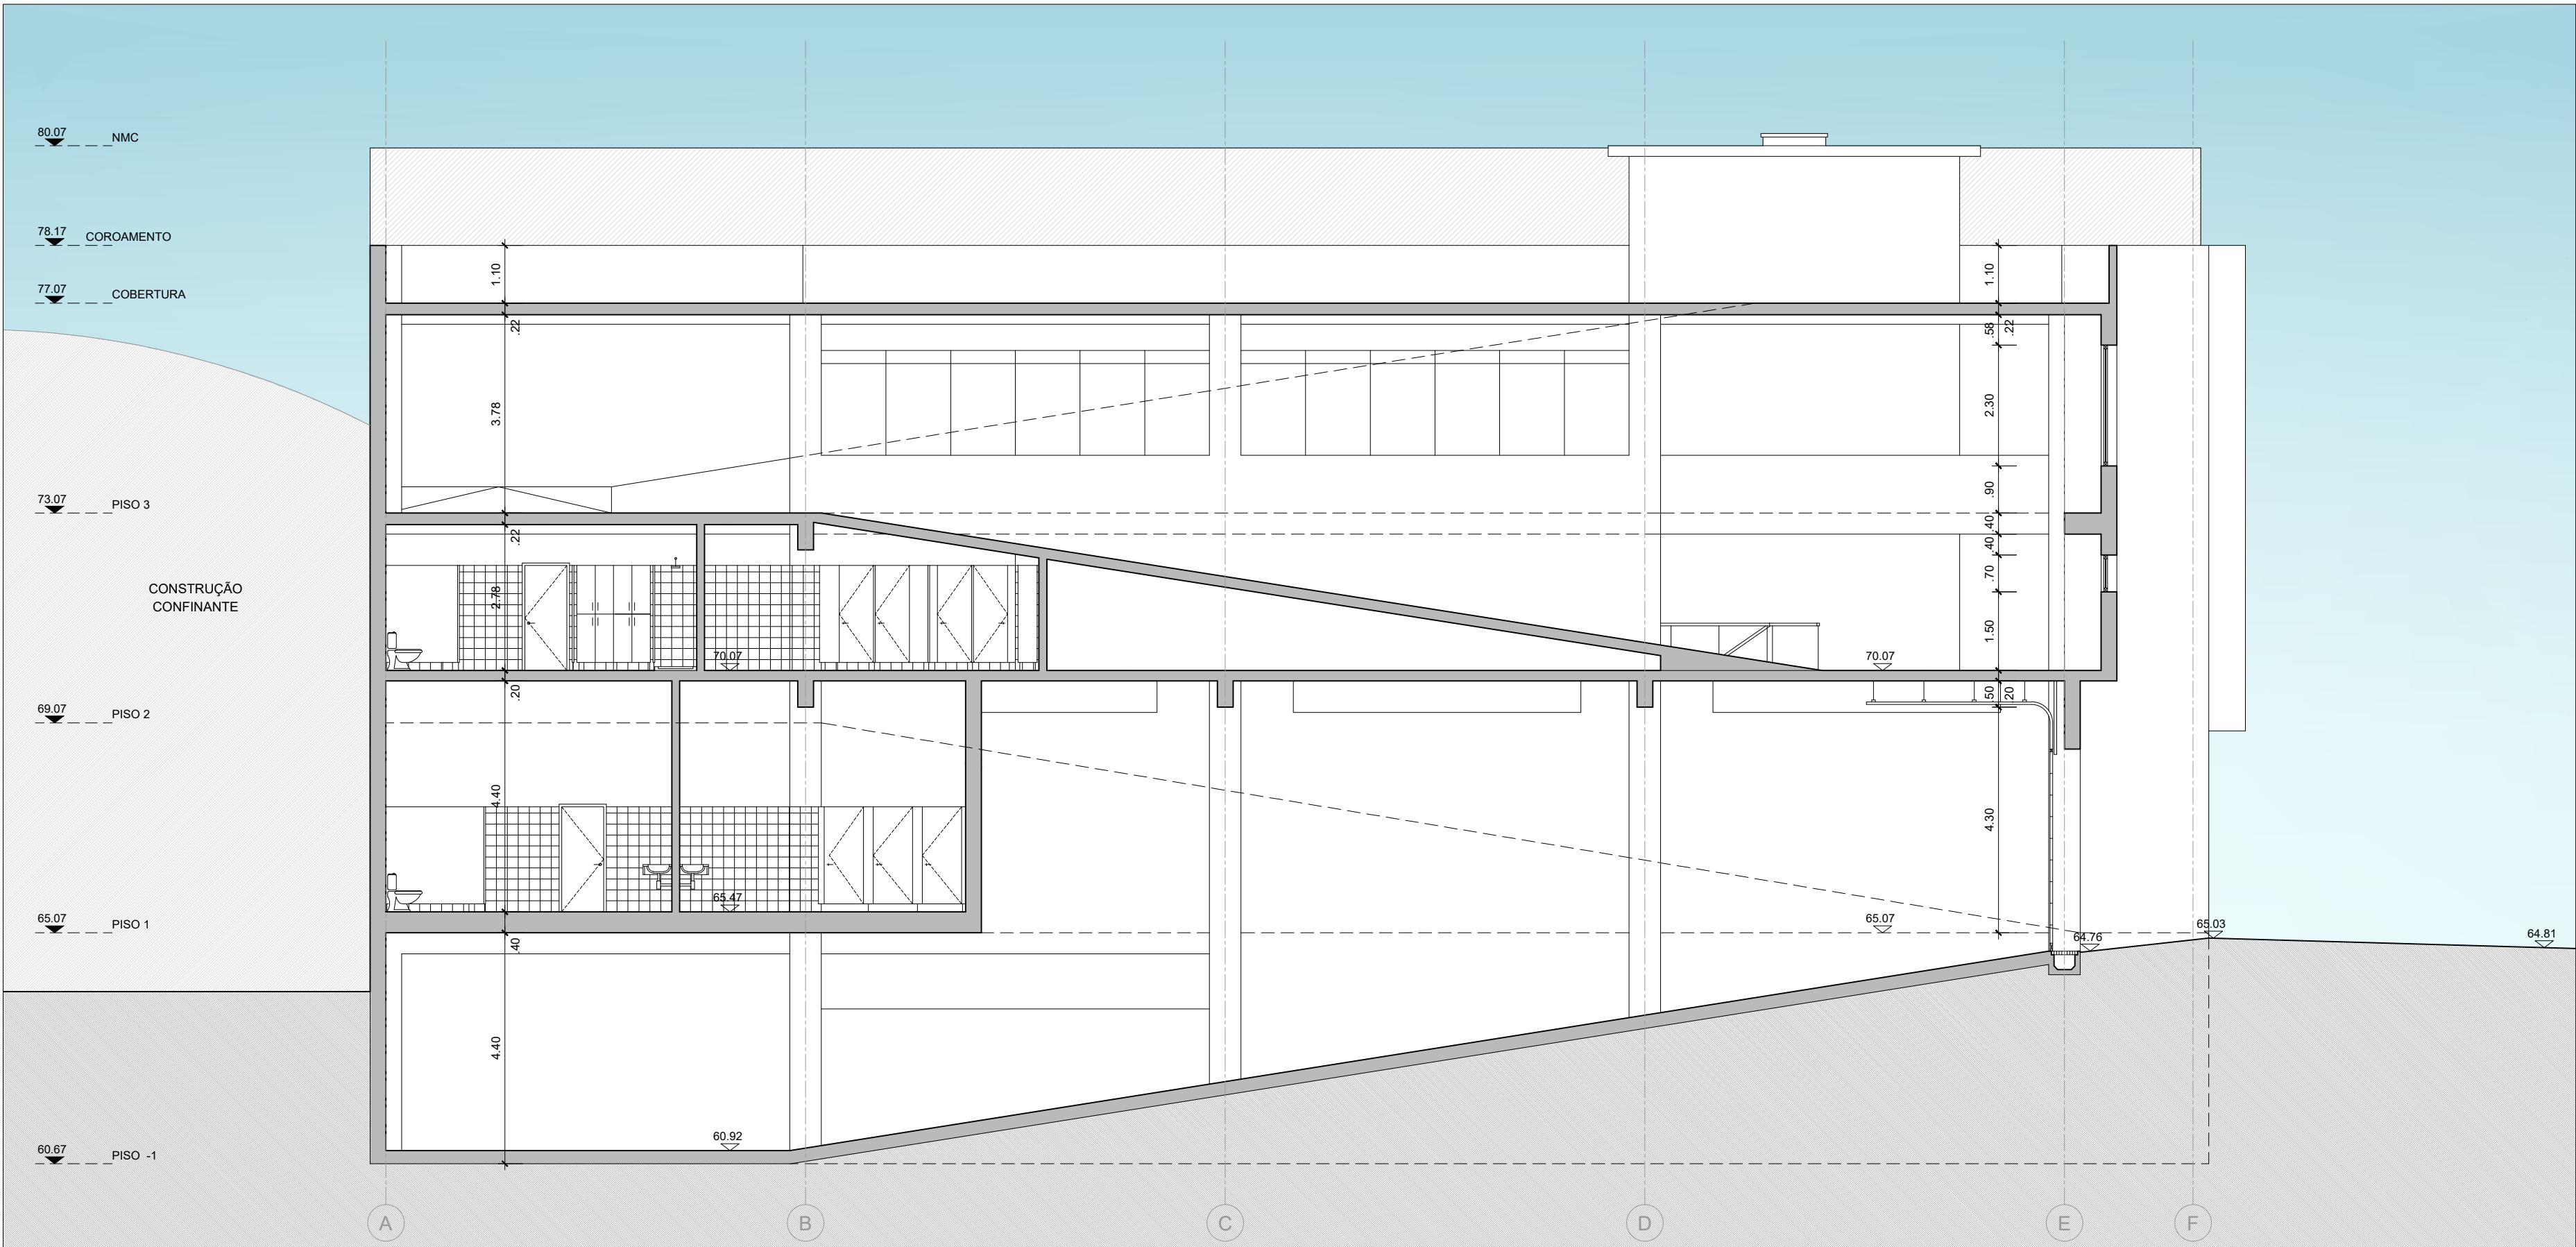 80.07 NMC
78.17 COROAMENTO
77.07 COBERTURA
73.07 PISO 3
69.07 PISO 2
65.07 PISO 1
60.67 PISO -1
CONSTRUÇÃO
CONFINANTE
1.10
.22
3.78
.22
2.78
.20
4.40
.40
4.40
70.07
65.47
60.92
1.10
.58
.22
2.30
.90
.40
.40
.70
1.50
70.07
.50
.20
4.30
65.07
64.76
65.03
64.81
A B C D E F